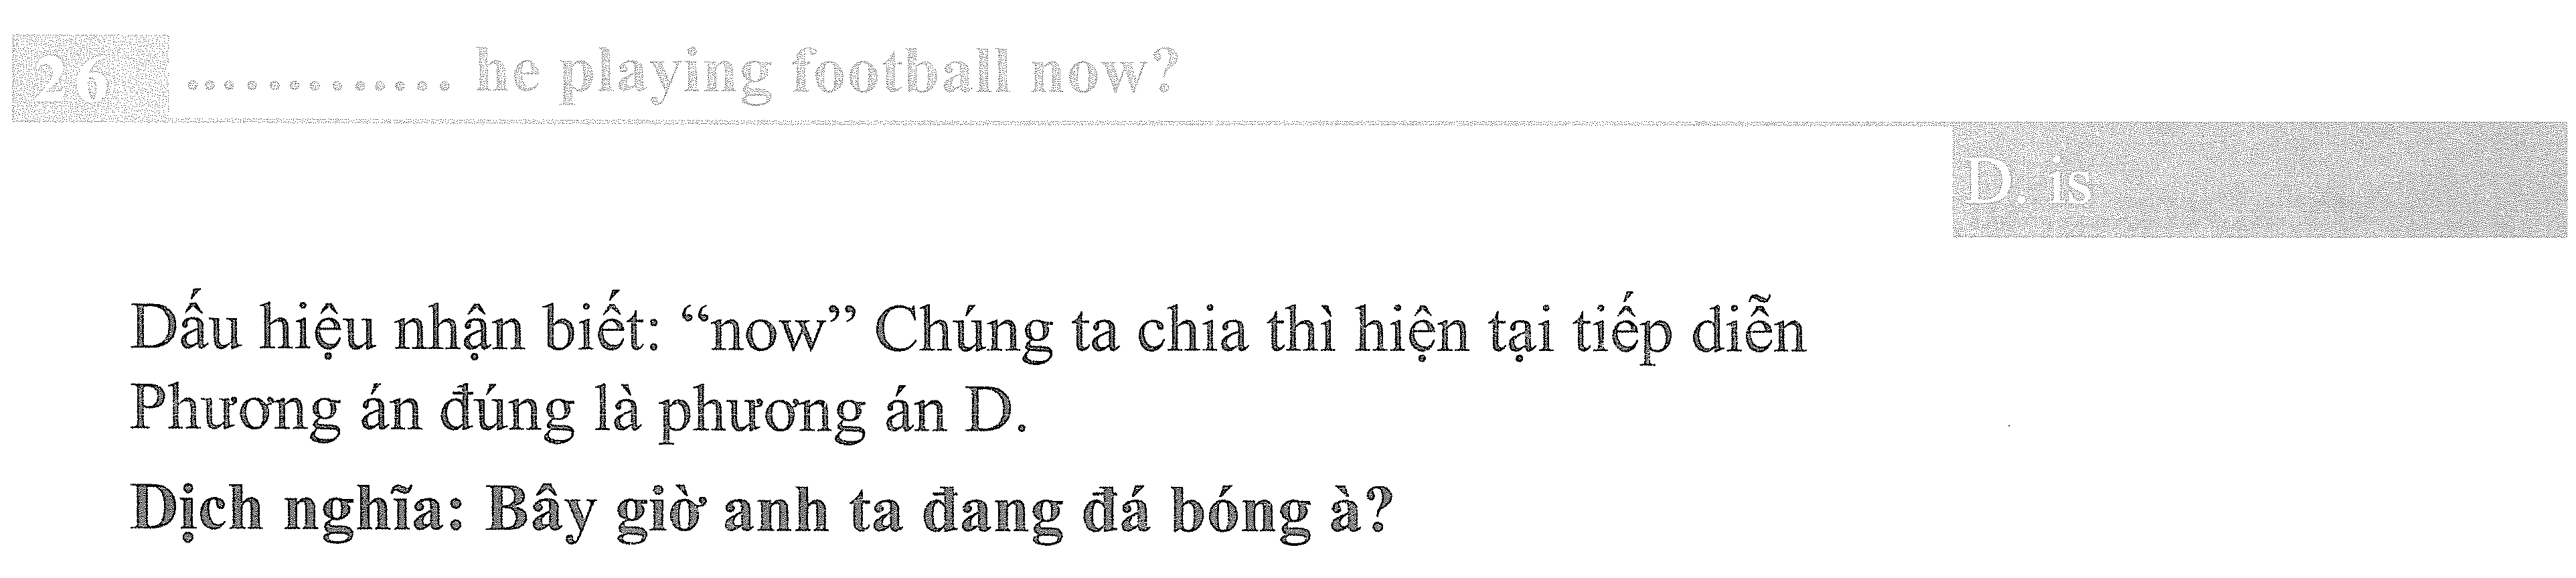 26 ............. he playing football now?
D. is
Dấu hiệu nhận biết: “now” Chúng ta chia thì hiện tại tiếp diễn
Phương án đúng là phương án D.
Dịch nghĩa: Bây giờ anh ta đang đá bóng à?